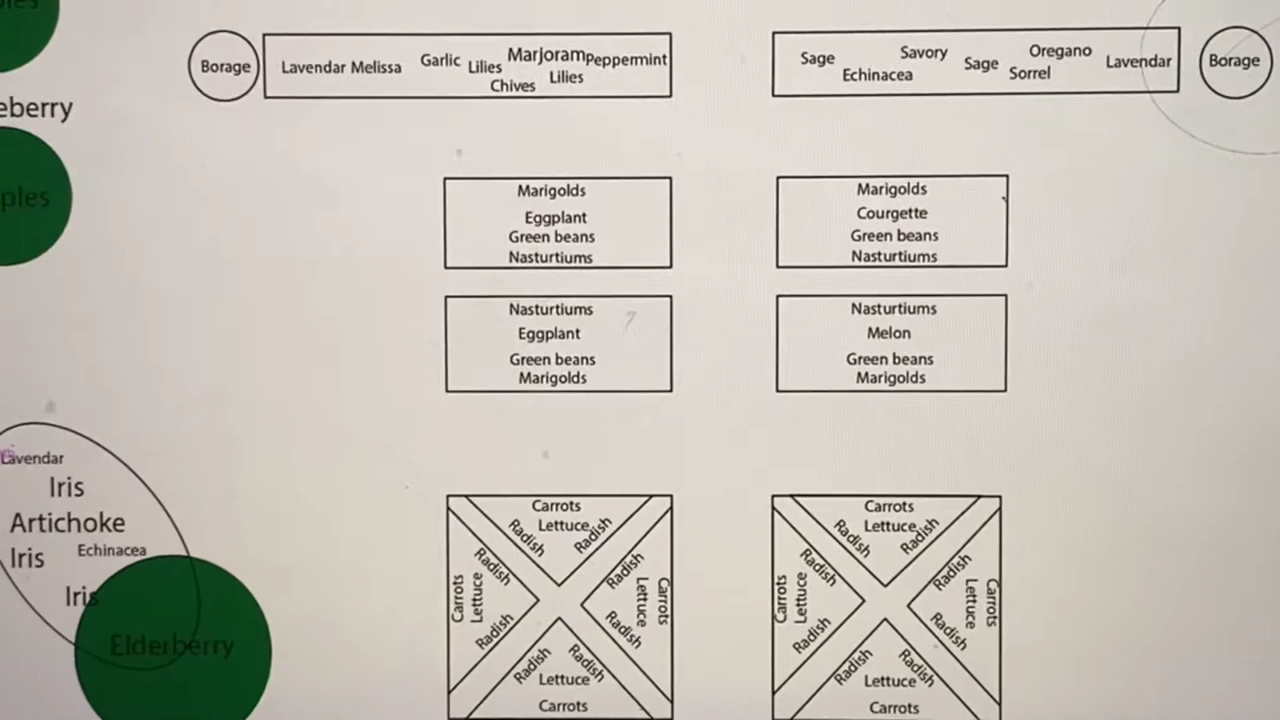 Borage
Lavendar Melissa Garlic Lilies Marjoram Peppermint
Chives Lilies
Sage Savory Sage Oregano Lavendar
Echinacea Sorrel
Borage
eberry
ples
Marigolds
Eggplant
Green beans
Nasturtiums
Marigolds
Courgette
Green beans
Nasturtiums
Nasturtiums
Eggplant
Green beans
Marigolds
Nasturtiums
Melon
Green beans
Marigolds
Lavendar
Iris
Artichoke
Iris Echinacea
Iris
Elderberry
Carrots
Lettuce
Radish
Radish
Carrots
Lettuce
Radish
Radish
Radish
Lettuce
Carrots
Radish
Radish
Radish
Lettuce
Carrots
Carrots
Lettuce
Radish
Radish
Carrots
Lettuce
Radish
Radish
Radish
Lettuce
Carrots
Radish
Radish
Radish
Lettuce
Carrots